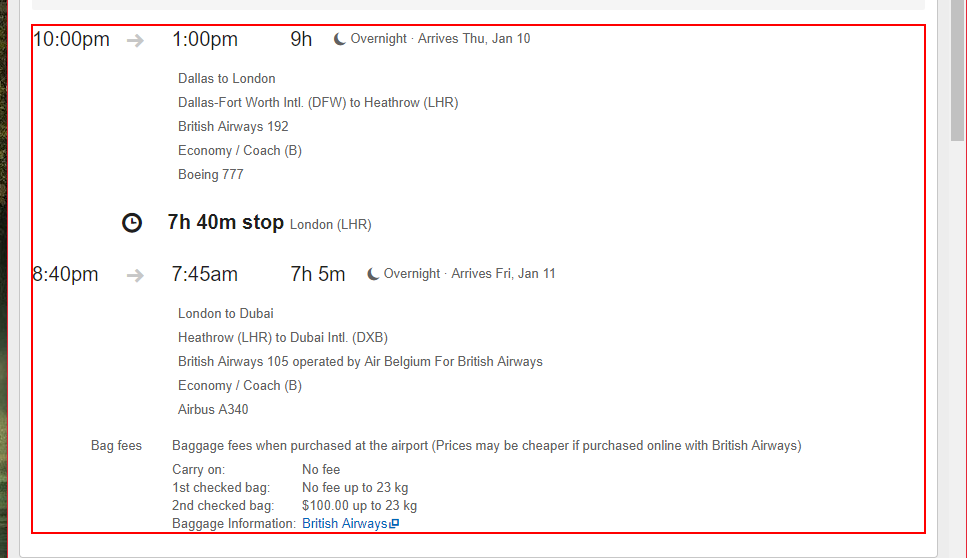 10:00pm → 1:00pm 9h Overnight · Arrives Thu, Jan 10
Dallas to London
Dallas-Fort Worth Intl. (DFW) to Heathrow (LHR)
British Airways 192
Economy / Coach (B)
Boeing 777
7h 40m stop London (LHR)
8:40pm → 7:45am 7h 5m Overnight · Arrives Fri, Jan 11
London to Dubai
Heathrow (LHR) to Dubai Intl. (DXB)
British Airways 105 operated by Air Belgium For British Airways
Economy / Coach (B)
Airbus A340
Bag fees Baggage fees when purchased at the airport (Prices may be cheaper if purchased online with British Airways)
Carry on: No fee
1st checked bag: No fee up to 23 kg
2nd checked bag: $100.00 up to 23 kg
Baggage Information: British Airways